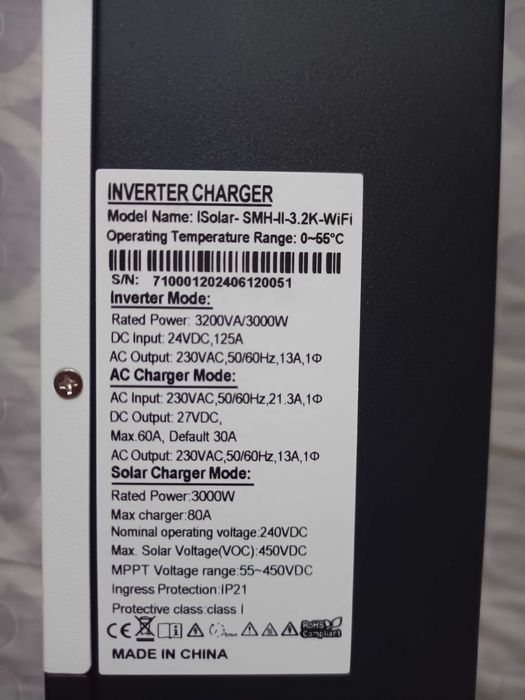 INVERTER CHARGER
Model Name: ISolar- SMH-II-3.2K-WiFi
Operating Temperature Range: 0~55°C
S/N: 710001202406120051
Inverter Mode:
Rated Power: 3200VA/3000W
DC Input: 24VDC,125A
AC Output: 230VAC,50/60Hz,13A,1Φ
AC Charger Mode:
AC Input: 230VAC,50/60Hz,21.3A,1Φ
DC Output: 27VDC,
Max.60A, Default 30A
AC Output: 230VAC,50/60Hz,13A,1Φ
Solar Charger Mode:
Rated Power:3000W
Max charger:80A
Nominal operating voltage:240VDC
Max. Solar Voltage(VOC):450VDC
MPPT Voltage range:55~450VDC
Ingress Protection:IP21
Protective class:class I
CE RoHS
Compliant
MADE IN CHINA